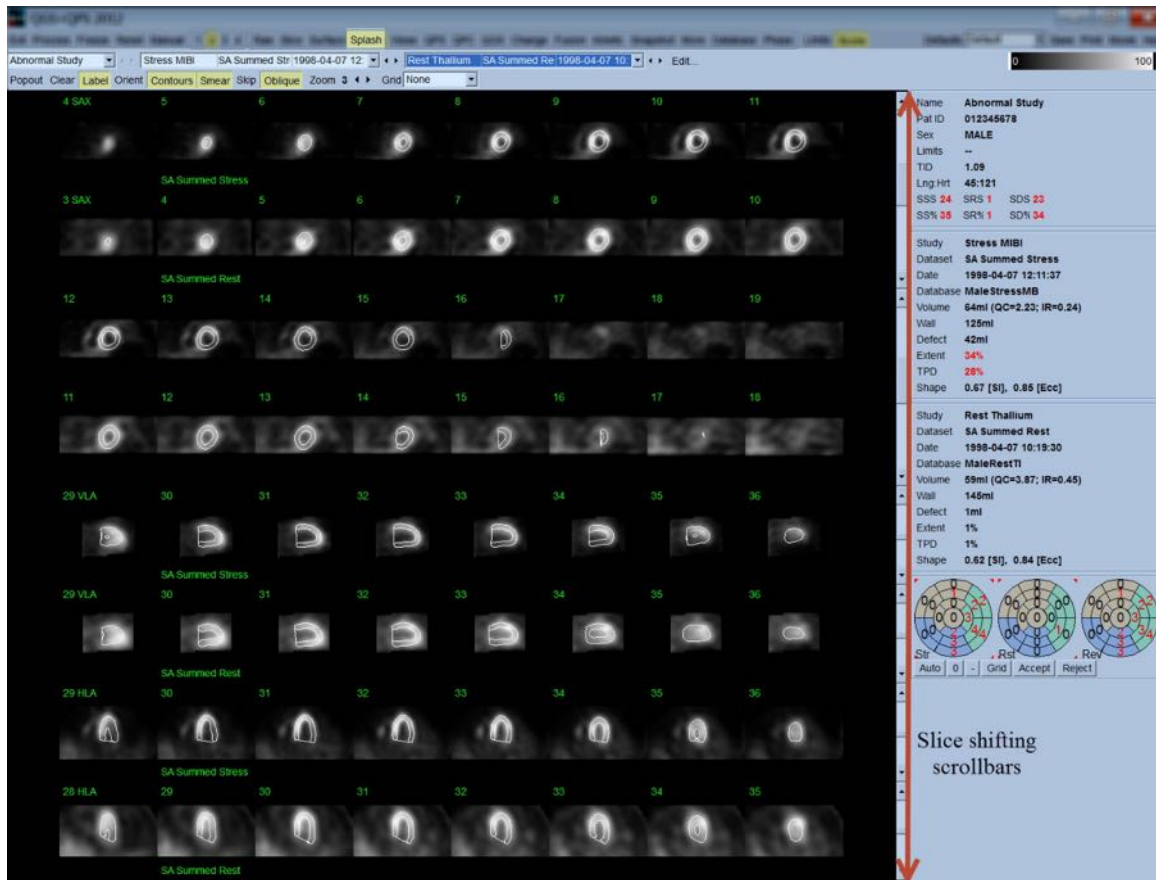 QGS+QPS 2012
Splash
Abnormal Study Stress MIBI SA Summed Str 1998-04-07 12: Rest Thallium SA Summed Re 1998-04-07 10: Edit...
0 100
Popout Clear Label Orient Contours Smear Skip Oblique Zoom 3 Grid None
4 SAX 5 6 7 8 9 10 11
SA Summed Stress
3 SAX 4 5 6 7 8 9 10
SA Summed Rest
12 13 14 15 16 17 18 19
11 12 13 14 15 16 17 18
29 VLA 30 31 32 33 34 35 36
SA Summed Stress
29 VLA 30 31 32 33 34 35 36
SA Summed Rest
29 HLA 30 31 32 33 34 35 36
SA Summed Stress
28 HLA 29 30 31 32 33 34 35
SA Summed Rest
Name Abnormal Study
Pat ID 012345678
Sex MALE
Limits --
TID 1.09
Lng:Hrt 45:121
SSS 24 SRS 1 SDS 23
SS% 35 SR% 1 SD% 34
Study Stress MIBI
Dataset SA Summed Stress
Date 1998-04-07 12:11:37
Database MaleStressMB
Volume 64ml (QC=2.23; IR=0.24)
Wall 125ml
Defect 42ml
Extent 34%
TPD 28%
Shape 0.67 [SI], 0.85 [Ecc]
Study Rest Thallium
Dataset SA Summed Rest
Date 1998-04-07 10:19:30
Database MaleRestTl
Volume 59ml (QC=3.87; IR=0.45)
Wall 145ml
Defect 1ml
Extent 1%
TPD 1%
Shape 0.62 [SI], 0.84 [Ecc]
Str Rst Rev
Auto 0 - Grid Accept Reject
Slice shifting
scrollbars